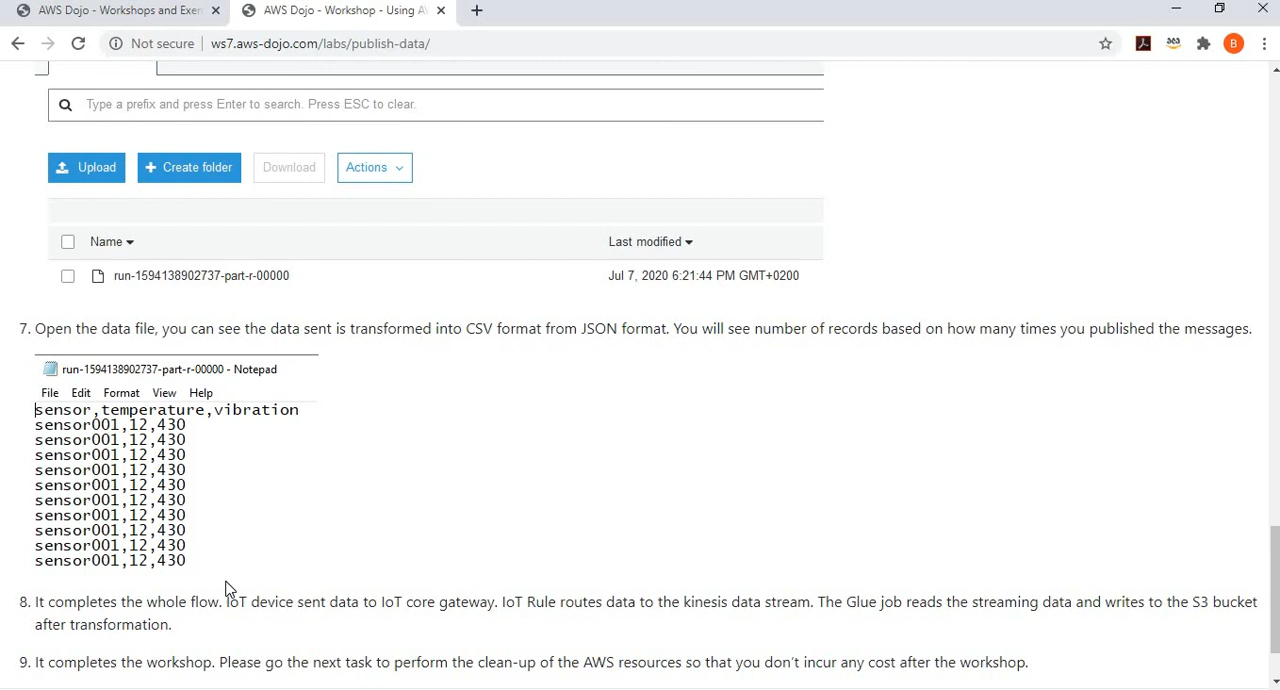 AWS Dojo - Workshops and Exer
AWS Dojo - Workshop - Using A
Not secure | ws7.aws-dojo.com/labs/publish-data/
B
Type a prefix and press Enter to search. Press ESC to clear.
Upload
Create folder
Download
Actions
Name
Last modified
run-1594138902737-part-r-00000
Jul 7, 2020 6:21:44 PM GMT+0200
7. Open the data file, you can see the data sent is transformed into CSV format from JSON format. You will see number of records based on how many times you published the messages.
run-1594138902737-part-r-00000 - Notepad
File Edit Format View Help
sensor,temperature,vibration
sensor001,12,430
sensor001,12,430
sensor001,12,430
sensor001,12,430
sensor001,12,430
sensor001,12,430
sensor001,12,430
sensor001,12,430
sensor001,12,430
sensor001,12,430
8. It completes the whole flow. IoT device sent data to IoT core gateway. IoT Rule routes data to the kinesis data stream. The Glue job reads the streaming data and writes to the S3 bucket
after transformation.
9. It completes the workshop. Please go the next task to perform the clean-up of the AWS resources so that you don't incur any cost after the workshop.